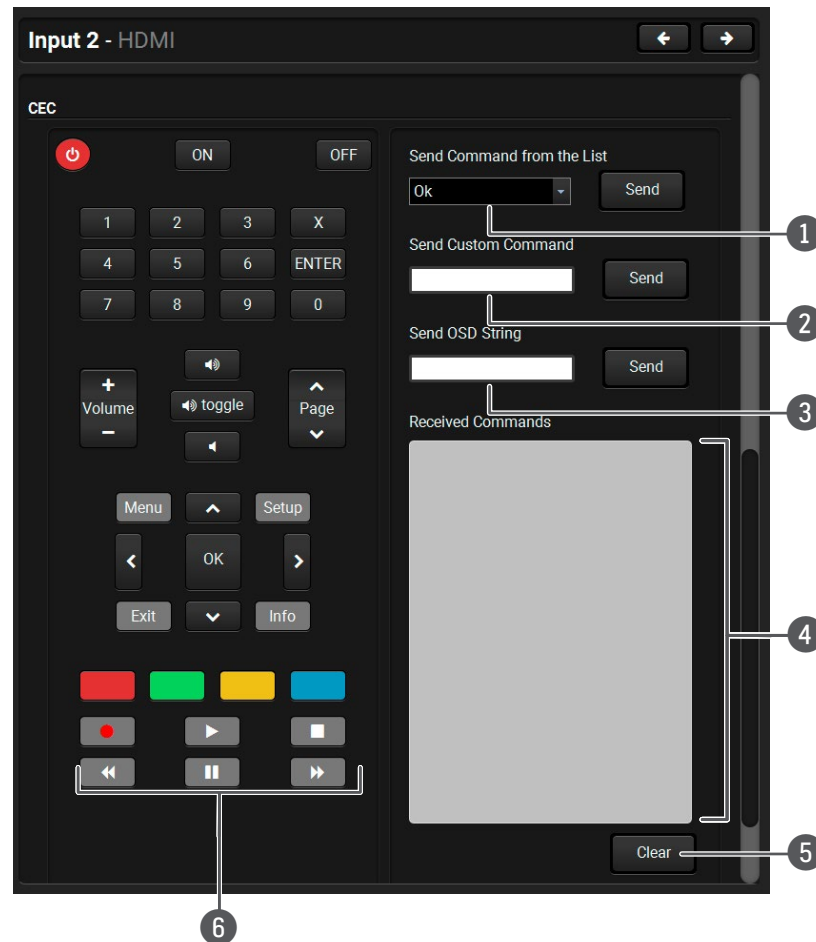 Input 2 - HDMI
CEC
ON
OFF
1 2 3 X
4 5 6 ENTER
7 8 9 0
+
Volume
−
toggle
Page
Menu
Setup
OK
Exit
Info
Send Command from the List
Ok
Send
1
Send Custom Command
Send
2
Send OSD String
Send
3
Received Commands
4
Clear
5
6